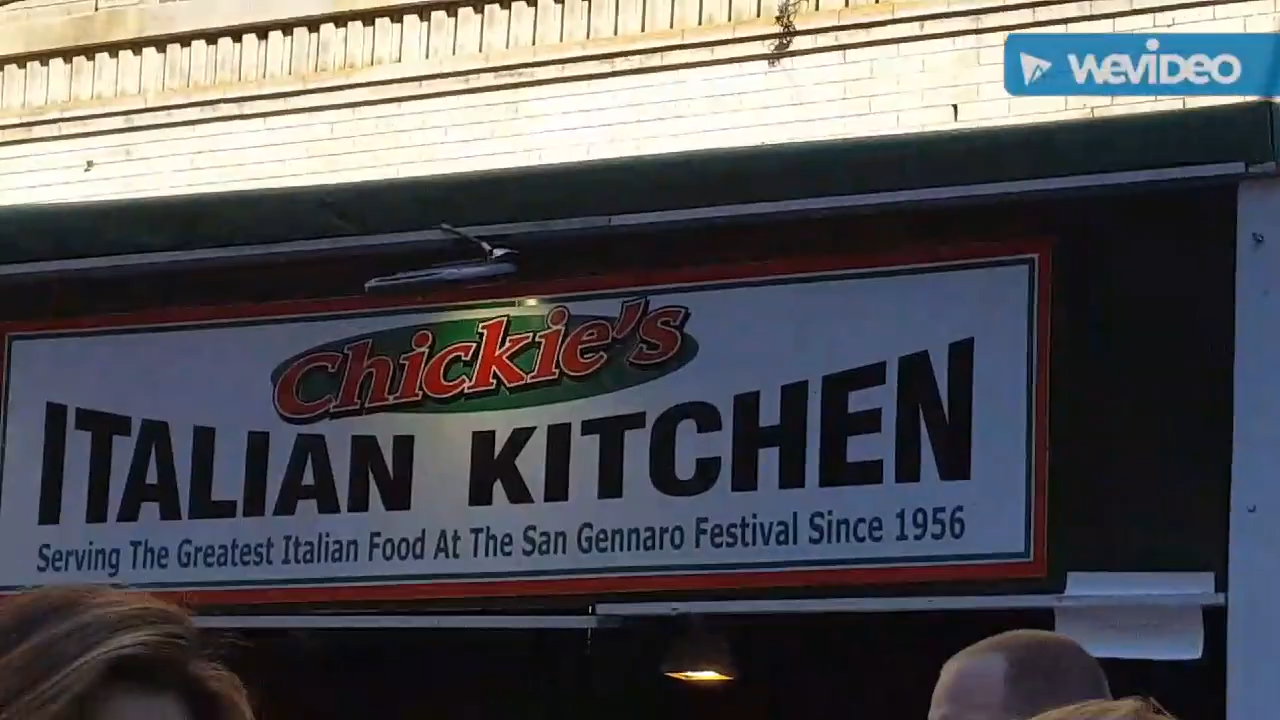 WEVIDEO
Chickie's
ITALIAN KITCHEN
Serving The Greatest Italian Food At The San Gennaro Festival Since 1956